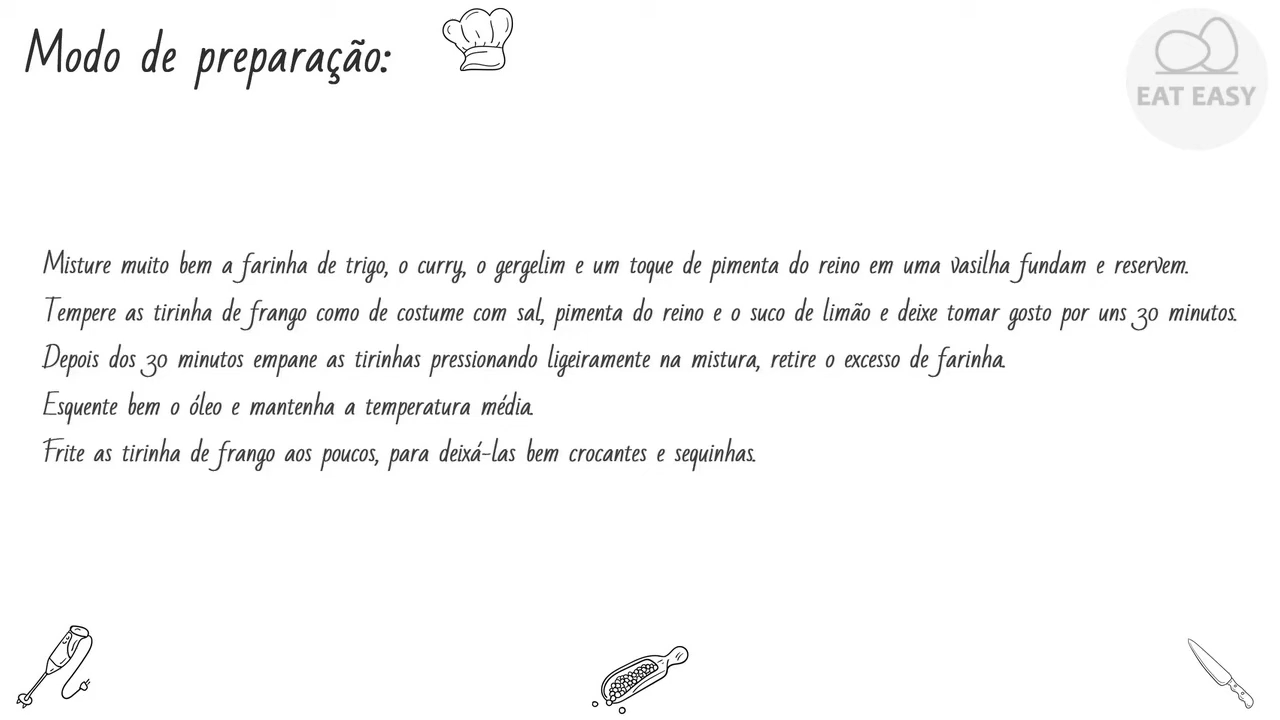 Modo de preparação:
EAT EASY
Misture muito bem a farinha de trigo, o curry, o gergelim e um toque de pimenta do reino em uma vasilha fundam e reservem.
Tempere as tirinha de frango como de costume com sal, pimenta do reino e o suco de limão e deixe tomar gosto por uns 30 minutos.
Depois dos 30 minutos empane as tirinhas pressionando ligeiramente na mistura, retire o excesso de farinha.
Esquente bem o óleo e mantenha a temperatura média.
Frite as tirinha de frango aos poucos, para deixá-las bem crocantes e sequinhas.